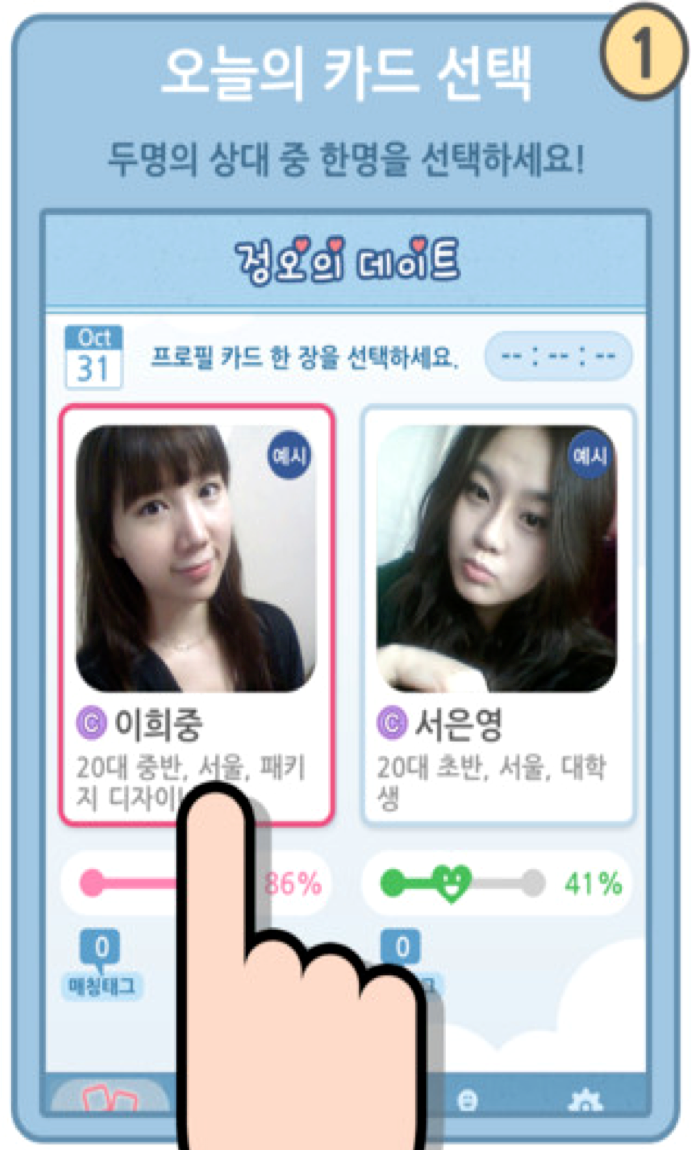 1
오늘의 카드 선택
두명의 상대 중 한명을 선택하세요!
정오의 데이트
Oct
31
프로필 카드 한 장을 선택하세요.
-- : -- : --
예시
예시
C 이희중
20대 중반, 서울, 패키
지 디자이
C 서은영
20대 초반, 서울, 대학
생
86%
41%
0
매칭태그
0
그